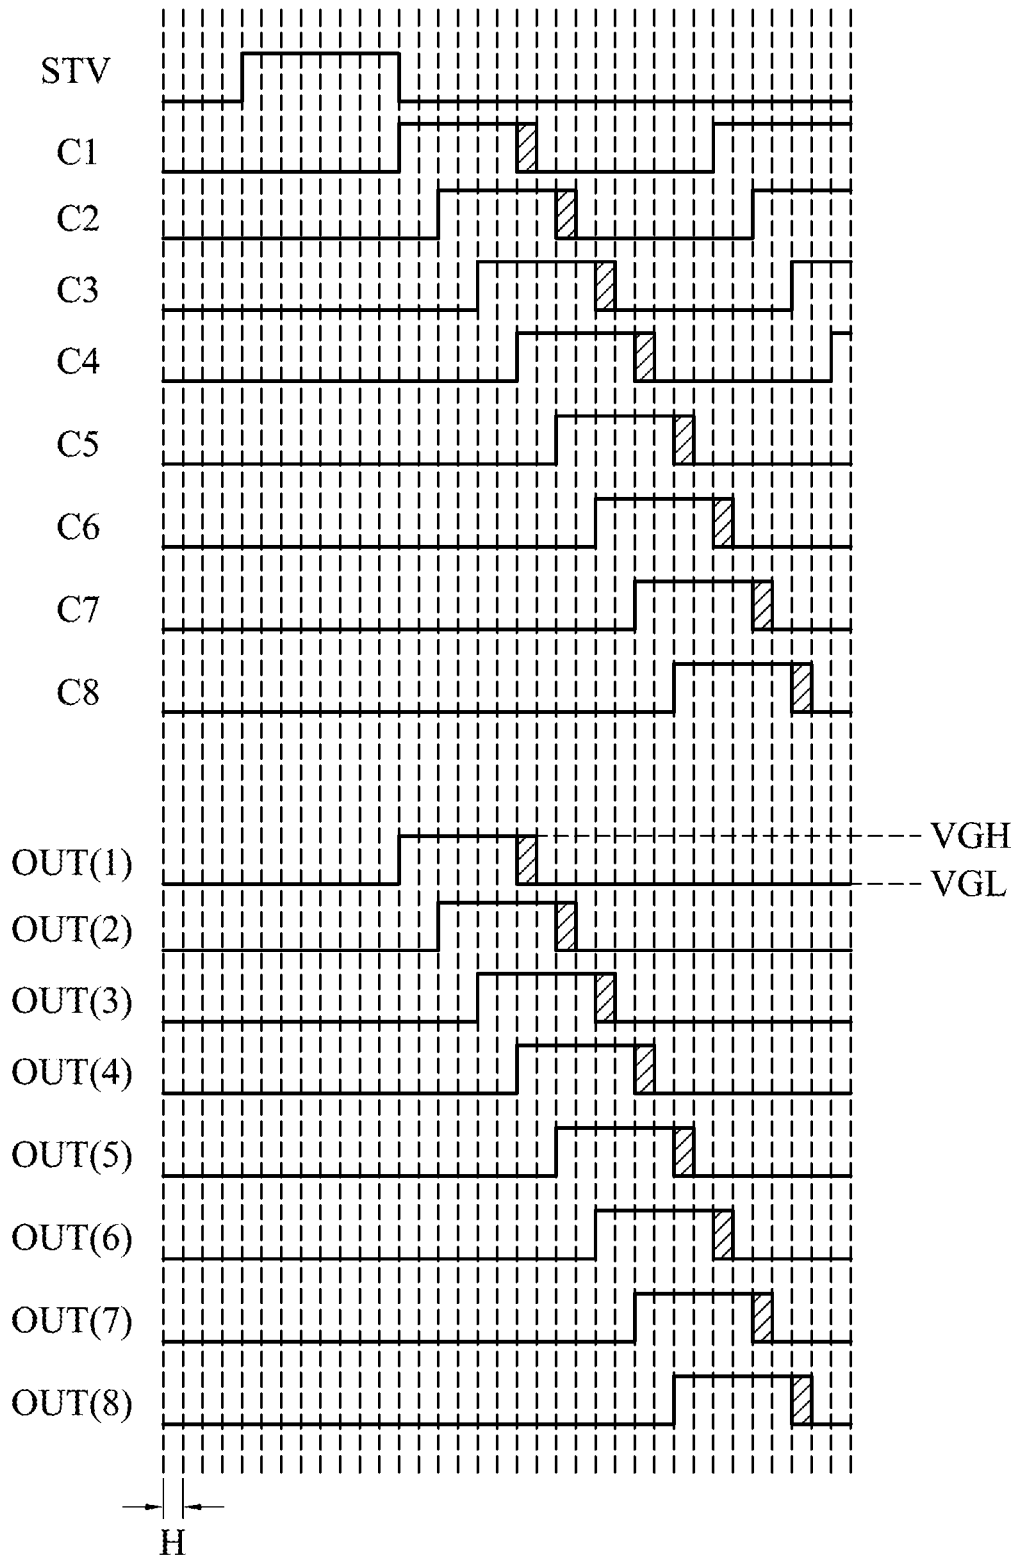 STV
C1
C2
C3
C4
C5
C6
C7
C8
VGH
OUT(1)
VGL
OUT(2)
OUT(3)
OUT(4)
OUT(5)
OUT(6)
OUT(7)
OUT(8)
H